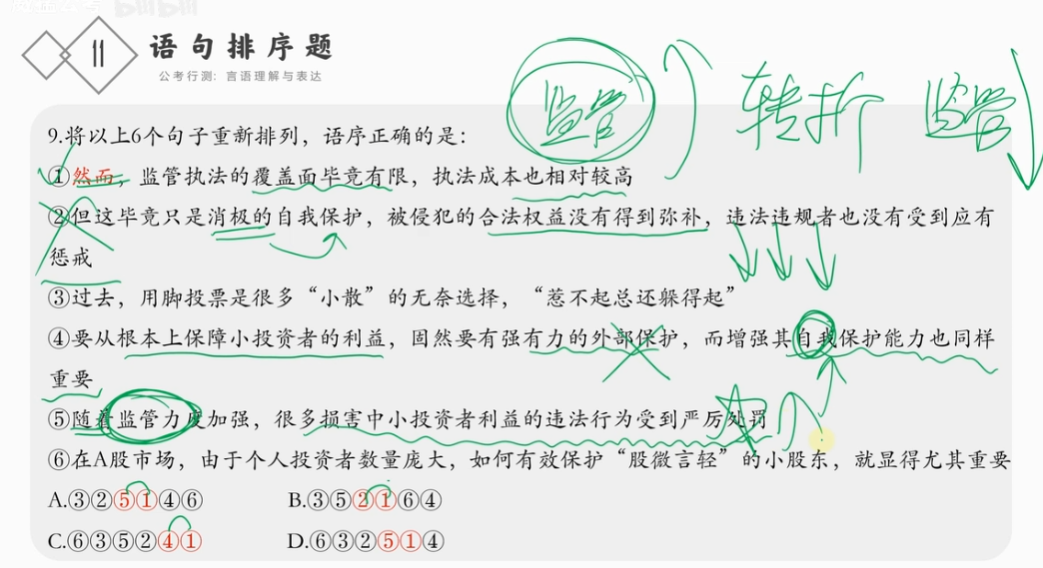 11 语句排序题
公考行测：言语理解与表达
监管 转折 监管
9.将以上6个句子重新排列，语序正确的是：
①然而，监管执法的覆盖面毕竟有限，执法成本也相对较高
②但这毕竟只是消极的自我保护，被侵犯的合法权益没有得到弥补，违法违规者也没有受到应有
惩戒
③过去，用脚投票是很多“小散”的无奈选择，“惹不起总还躲得起”
④要从根本上保障小投资者的利益，固然要有强有力的外部保护，而增强其自我保护能力也同样
重要
⑤随着监管力度加强，很多损害中小投资者利益的违法行为受到严厉处罚
⑥在A股市场，由于个人投资者数量庞大，如何有效保护“股微言轻”的小股东，就显得尤其重要
A.③②⑤①④⑥ B.③⑤②①⑥④
C.⑥③⑤②④① D.⑥③②⑤①④